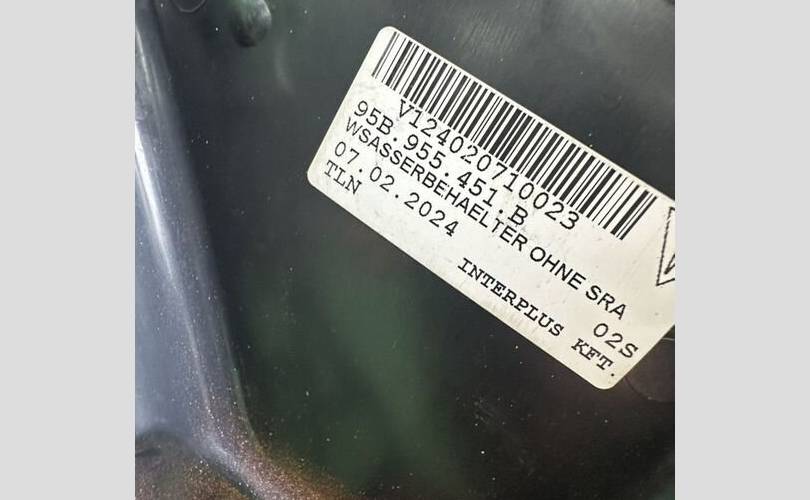 V124020710023
95B.955.451.B
WSASSERBEHAELTER OHNE SRA
07.02.2024
02S
TLN
INTERPLUS KFT.